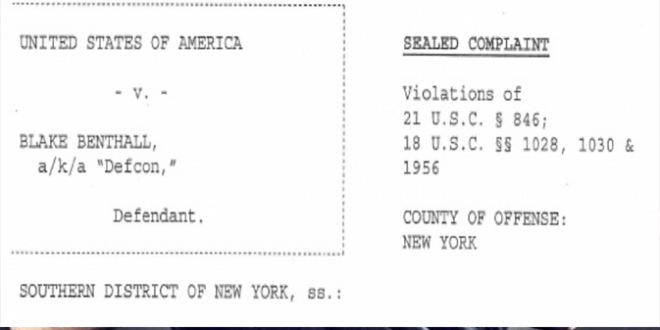 UNITED STATES OF AMERICA
- v. -
BLAKE BENTHALL,
a/k/a "Defcon,"
Defendant.
SEALED COMPLAINT
Violations of
21 U.S.C. § 846;
18 U.S.C. §§ 1028, 1030 &
1956
COUNTY OF OFFENSE:
NEW YORK
SOUTHERN DISTRICT OF NEW YORK, ss.: